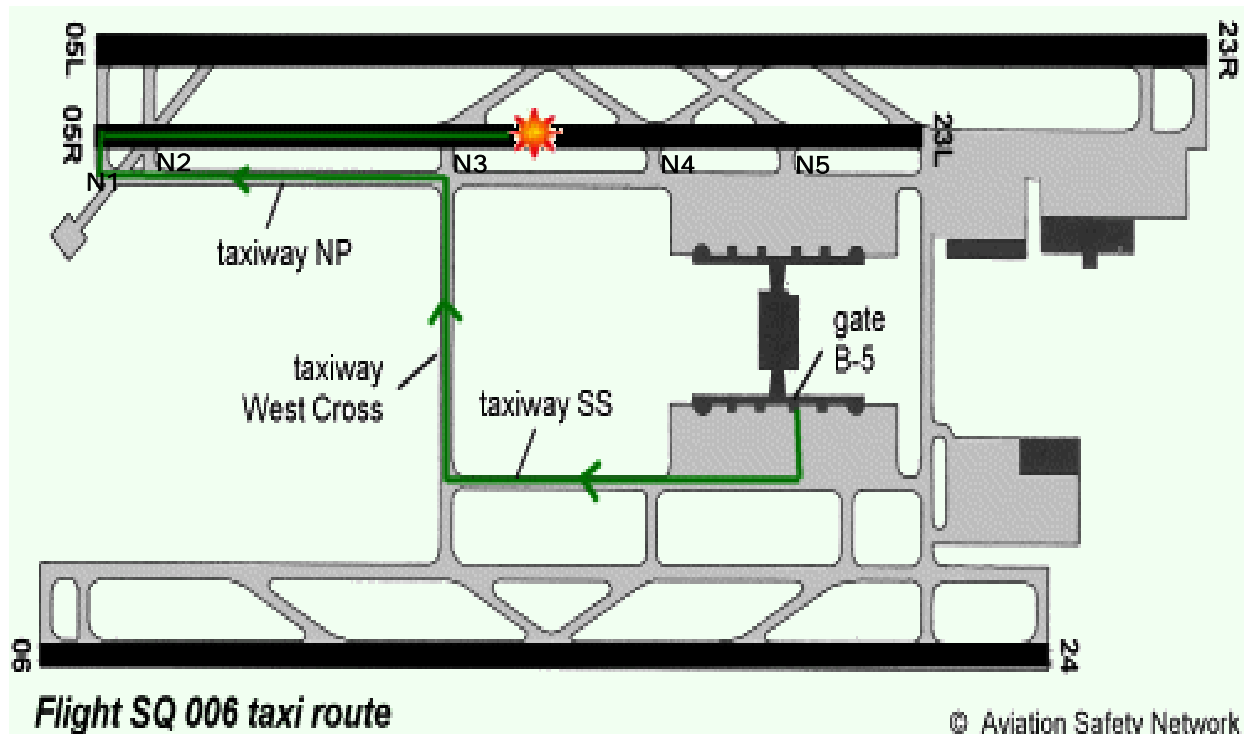 05L
23R
05R
23L
N1
N2
N3
N4
N5
taxiway NP
gate
B-5
taxiway
West Cross
taxiway SS
06
24
Flight SQ 006 taxi route
© Aviation Safety Network